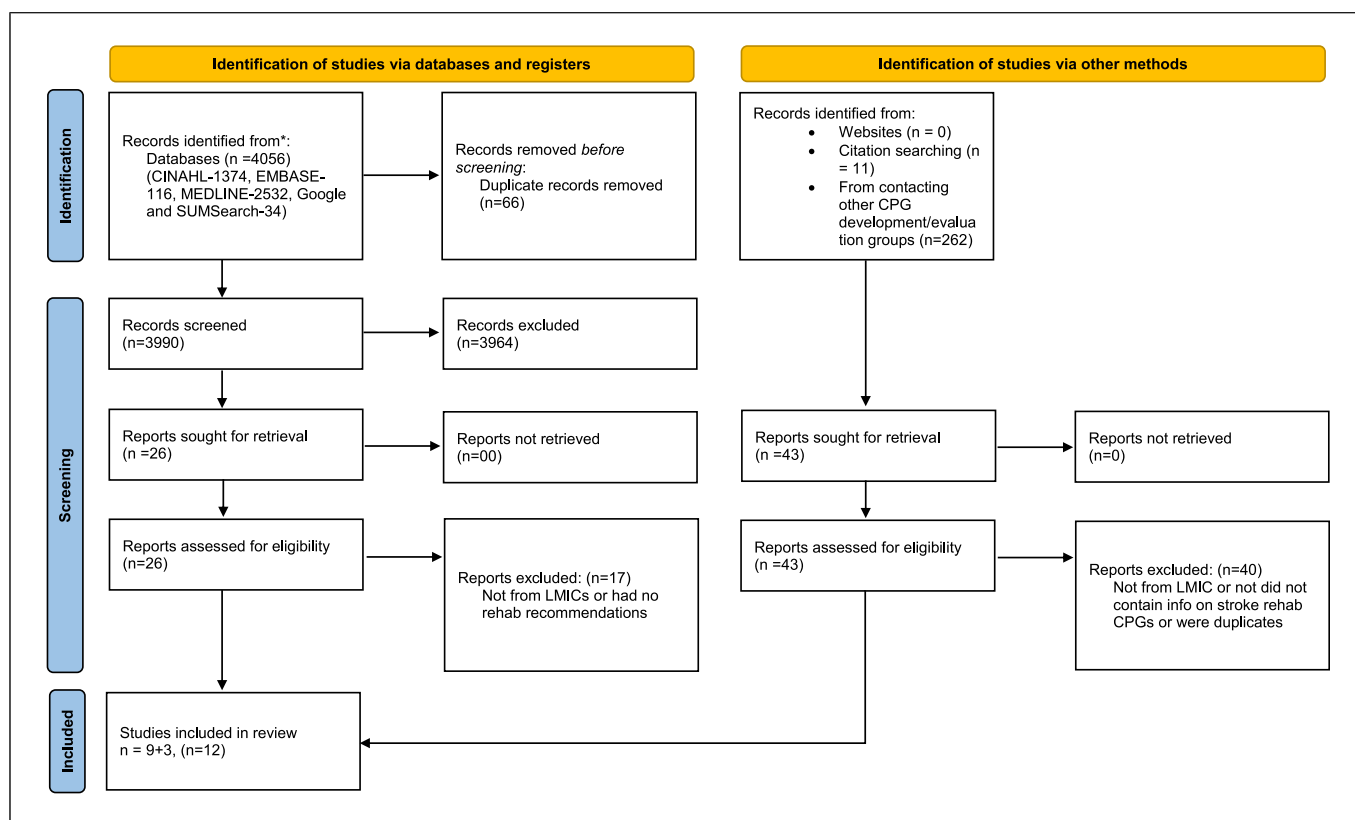 Identification of studies via databases and registers
Identification of studies via other methods
Identification
Records identified from*:
Databases (n =4056)
(CINAHL-1374, EMBASE-
116, MEDLINE-2532, Google
and SUMSearch-34)
Records removed before
screening:
Duplicate records removed
(n=66)
Records identified from:
• Websites (n = 0)
• Citation searching (n
= 11)
• From contacting
other CPG
development/evalua
tion groups (n=262)
Screening
Records screened
(n=3990)
Records excluded
(n=3964)
Reports sought for retrieval
(n =26)
Reports not retrieved
(n=00)
Reports sought for retrieval
(n =43)
Reports not retrieved
(n=0)
Reports assessed for eligibility
(n=26)
Reports excluded: (n=17)
Not from LMICs or had no
rehab recommendations
Reports assessed for eligibility
(n =43)
Reports excluded: (n=40)
Not from LMIC or not did not
contain info on stroke rehab
CPGs or were duplicates
Included
Studies included in review
n = 9+3, (n=12)